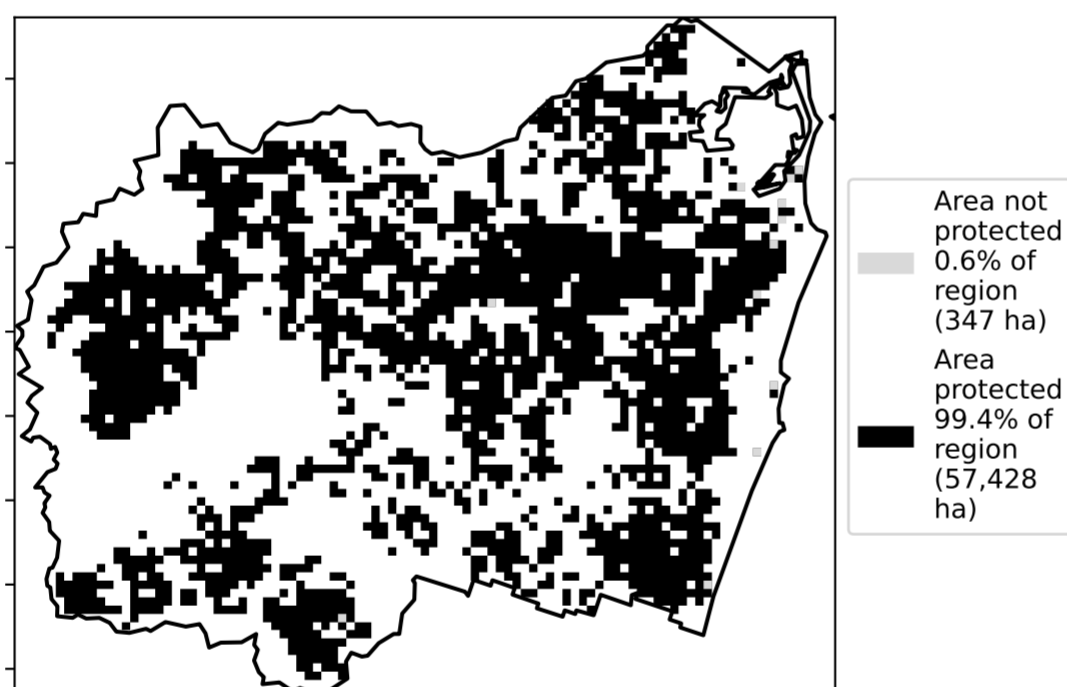 Area not
protected
0.6% of
region
(347 ha)
Area
protected
99.4% of
region
(57,428
ha)